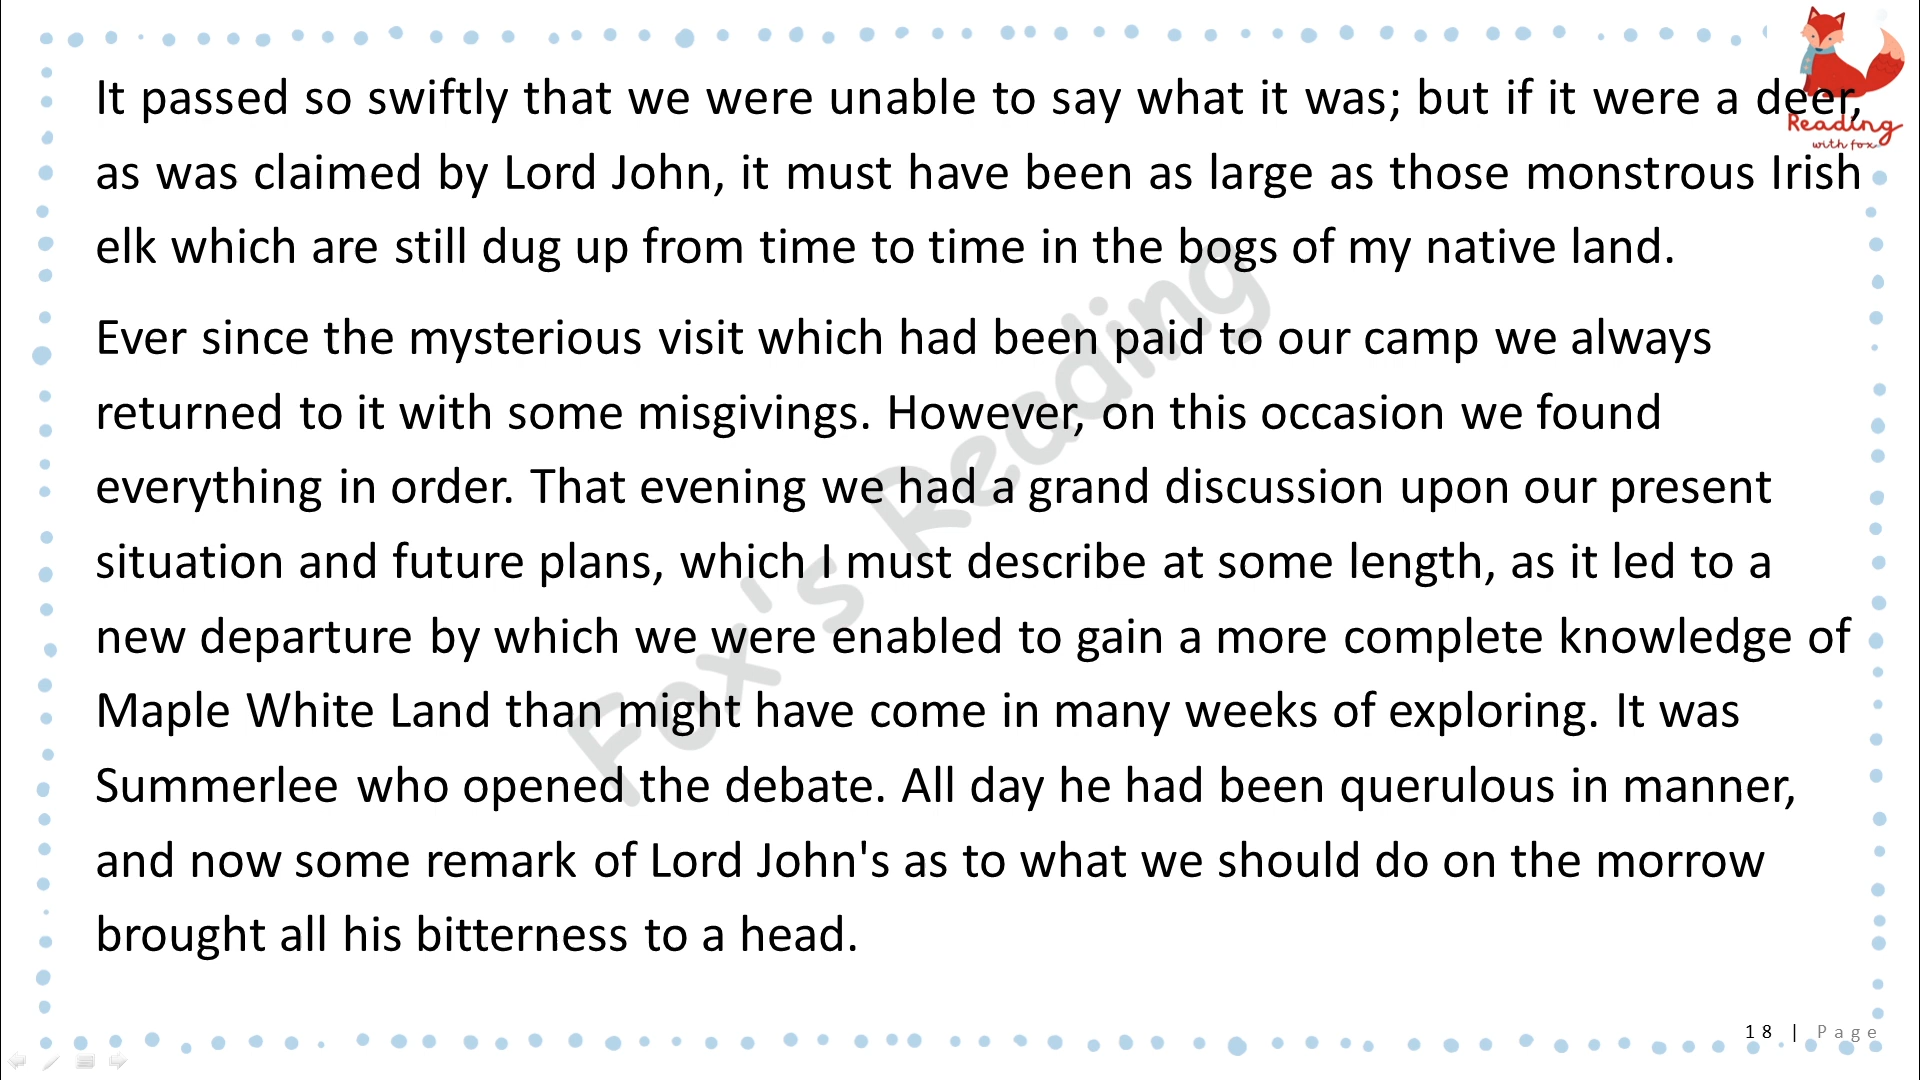 It passed so swiftly that we were unable to say what it was; but if it were a deer,
as was claimed by Lord John, it must have been as large as those monstrous Irish
elk which are still dug up from time to time in the bogs of my native land.
Ever since the mysterious visit which had been paid to our camp we always
returned to it with some misgivings. However, on this occasion we found
everything in order. That evening we had a grand discussion upon our present
situation and future plans, which I must describe at some length, as it led to a
new departure by which we were enabled to gain a more complete knowledge of
Maple White Land than might have come in many weeks of exploring. It was
Summerlee who opened the debate. All day he had been querulous in manner,
and now some remark of Lord John's as to what we should do on the morrow
brought all his bitterness to a head.
Reading
with fox
Fox's Reading
18 | Page